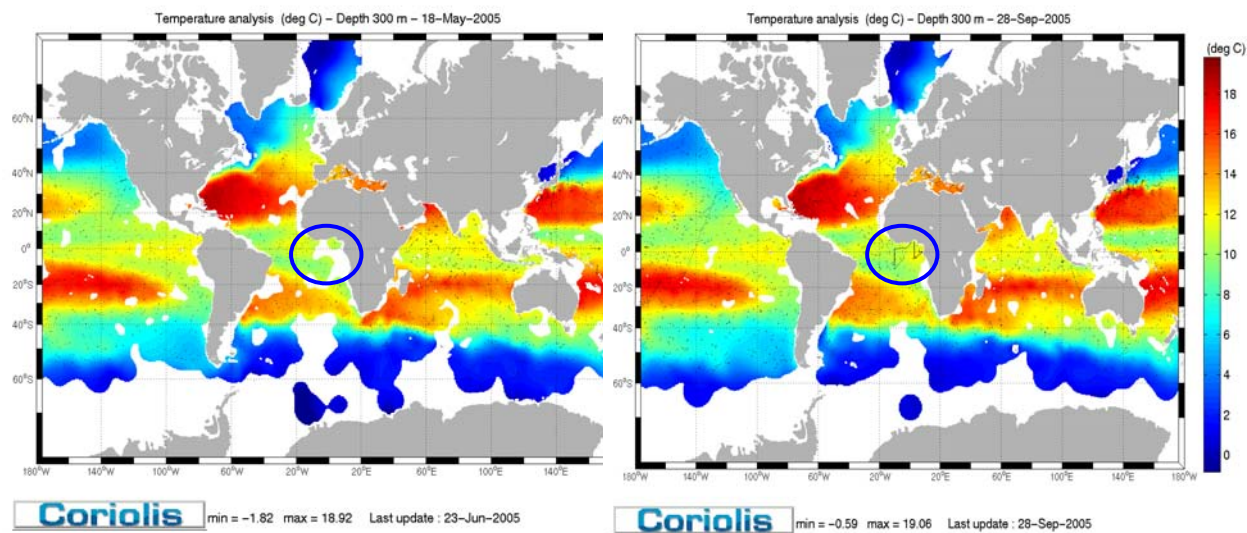 Temperature analysis (deg C) – Depth 300 m – 18–May–2005
60°N
40°N
20°N
0°
20°S
40°S
60°S
180°W 140°W 100°W 60°W 20°W 20°E 60°E 100°E 140°E
Coriolis min = −1.82 max = 18.92 Last update : 23–Jun–2005
Temperature analysis (deg C) – Depth 300 m – 28–Sep–2005
60°N
40°N
20°N
0°
20°S
40°S
60°S
180°W 140°W 100°W 60°W 20°W 20°E 60°E 100°E 140°E 180°W
Coriolis min = −0.59 max = 19.06 Last update : 28–Sep–2005
(deg C)
18
16
14
12
10
8
6
4
2
0